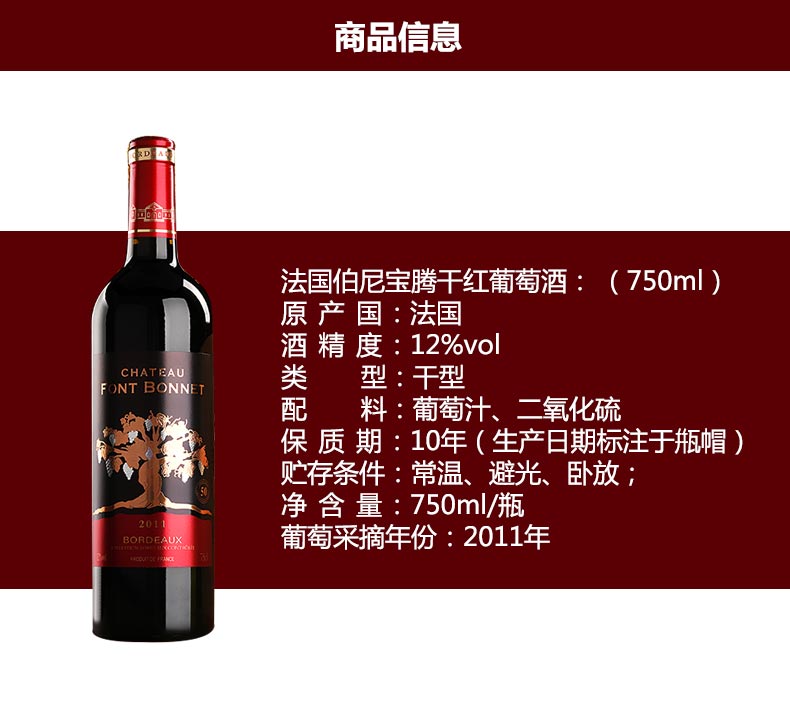 商品信息
法国伯尼宝腾干红葡萄酒：（750ml）
原产国：法国
酒精度：12%vol
类型：干型
配料：葡萄汁、二氧化硫
保质期：10年（生产日期标注于瓶帽）
贮存条件：常温、避光、卧放；
净含量：750ml/瓶
葡萄采摘年份：2011年
CHATEAU
FONT BONNET
50
2011
BORDEAUX
PRODUIT DE FRANCE